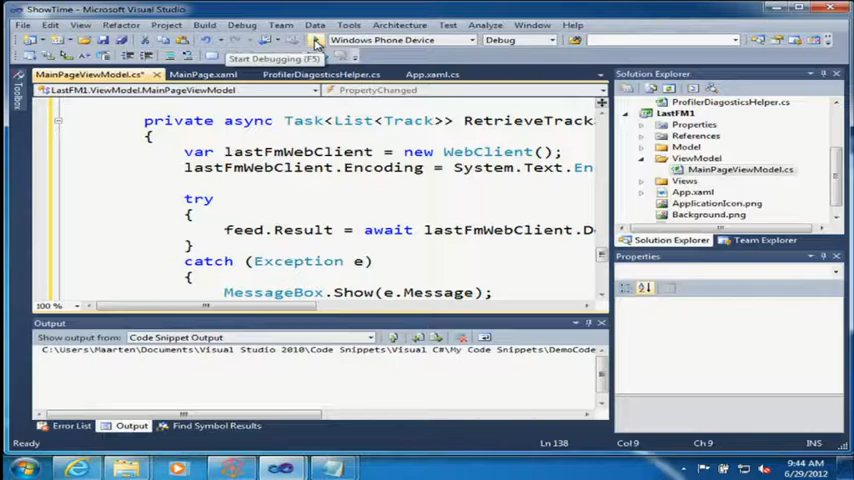 ShowTime - Microsoft Visual Studio
File Edit View Refactor Project Build Debug Team Data Tools Architecture Test Analyze Window Help
Windows Phone Device Debug
Start Debugging (F5)
MainPageViewModel.cs* MainPage.xaml ProfilerDiagnosticsHelper.cs App.xaml.cs
LastFM1.ViewModel.MainPageViewModel PropertyChanged
private async Task<List<Track>> RetrieveTrack
{
var lastFmWebClient = new WebClient();
lastFmWebClient.Encoding = System.Text.En
try
{
feed.Result = await lastFmWebClient.Do
}
catch (Exception e)
{
MessageBox.Show(e.Message);
100 %
Toolbox
Solution Explorer
ProfilerDiagnosticsHelper.cs
LastFM1
Properties
References
Model
ViewModel
MainPageViewModel.cs
Views
App.xaml
ApplicationIcon.png
Background.png
Solution Explorer Team Explorer
Properties
Output
Show output from: Code Snippet Output
C:\Users\Maarten\Documents\Visual Studio 2010\Code Snippets\Visual C#\My Code Snippets\DemoCode
Error List Output Find Symbol Results
Ready Ln 138 Col 9 Ch 9 INS
9:44 AM
6/29/2012